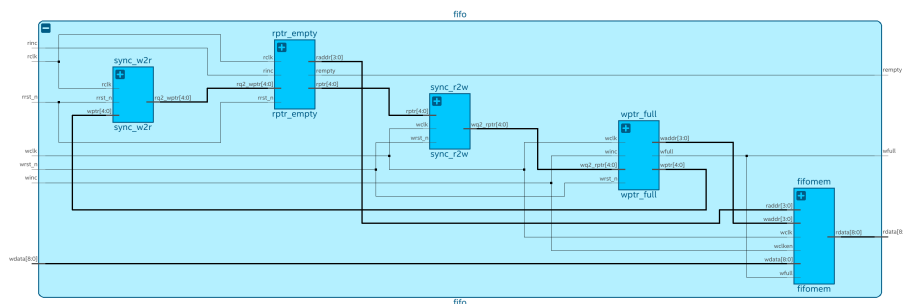 fifo
rinc
rclk
rrst_n
wclk
wrst_n
winc
wdata[8:0]
sync_w2r
rclk
rrst_n
wptr[4:0]
rq2_wptr[4:0]
sync_w2r
rptr_empty
rclk
rinc
rq2_wptr[4:0]
rrst_n
raddr[3:0]
rempty
rptr[4:0]
rptr_empty
sync_r2w
rptr[4:0]
wclk
wrst_n
wq2_rptr[4:0]
sync_r2w
wptr_full
wclk
winc
wq2_rptr[4:0]
wrst_n
waddr[3:0]
wfull
wptr[4:0]
wptr_full
fifomem
raddr[3:0]
waddr[3:0]
wclk
wclken
wdata[8:0]
wfull
rdata[8:0]
fifomem
rempty
wfull
rdata[8:
fifo